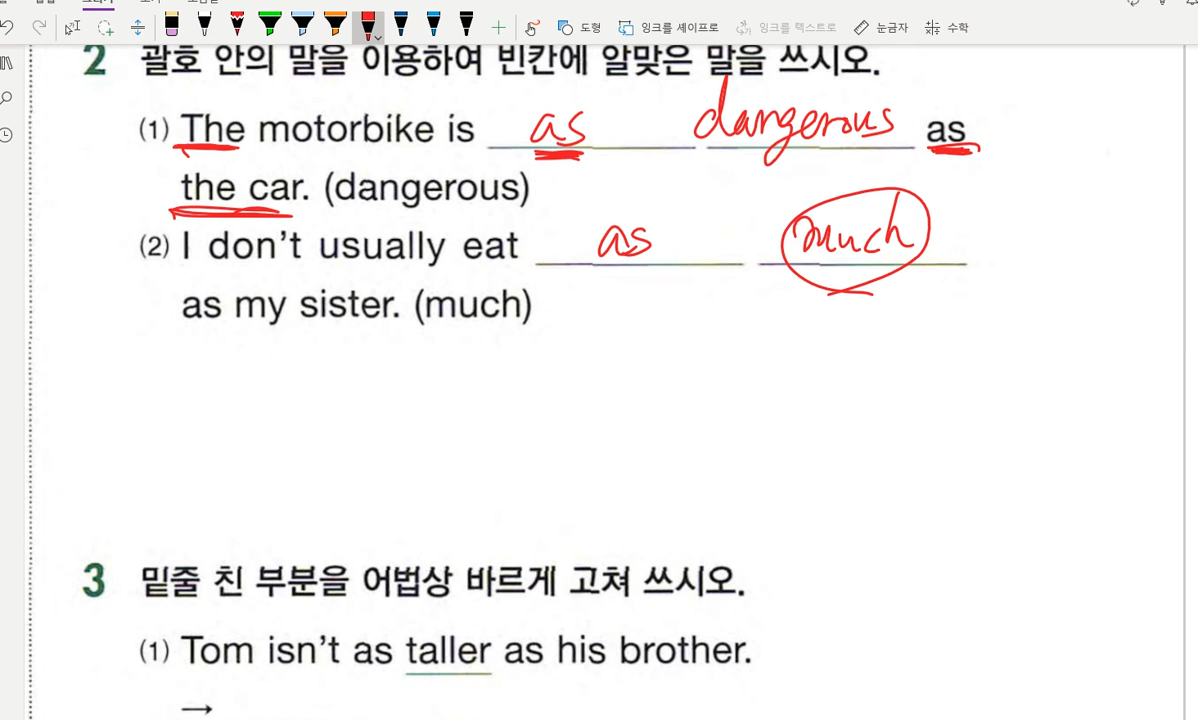 도형 잉크를 셰이프로 잉크를 텍스트로 눈금자 수학
2 괄호 안의 말을 이용하여 빈칸에 알맞은 말을 쓰시오.
(1) The motorbike is as dangerous as
the car. (dangerous)
(2) I don't usually eat as much
as my sister. (much)
3 밑줄 친 부분을 어법상 바르게 고쳐 쓰시오.
(1) Tom isn't as taller as his brother.
→